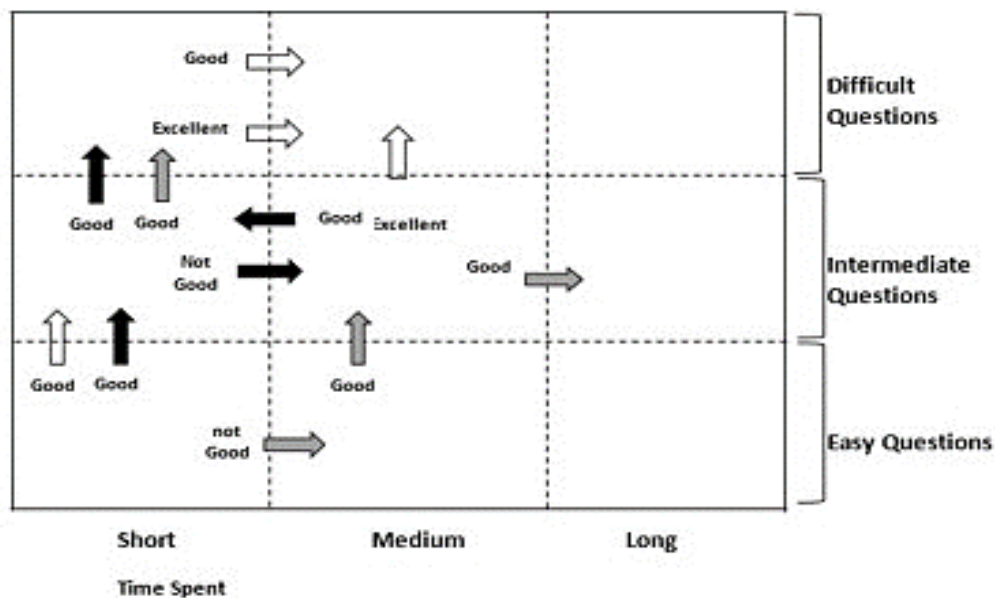 Good
Difficult
Questions
Excellent
Good
Good
Good
Excellent
Not
Good
Good
Intermediate
Questions
Good
Good
Good
not
Good
Easy Questions
Short
Medium
Long
Time Spent